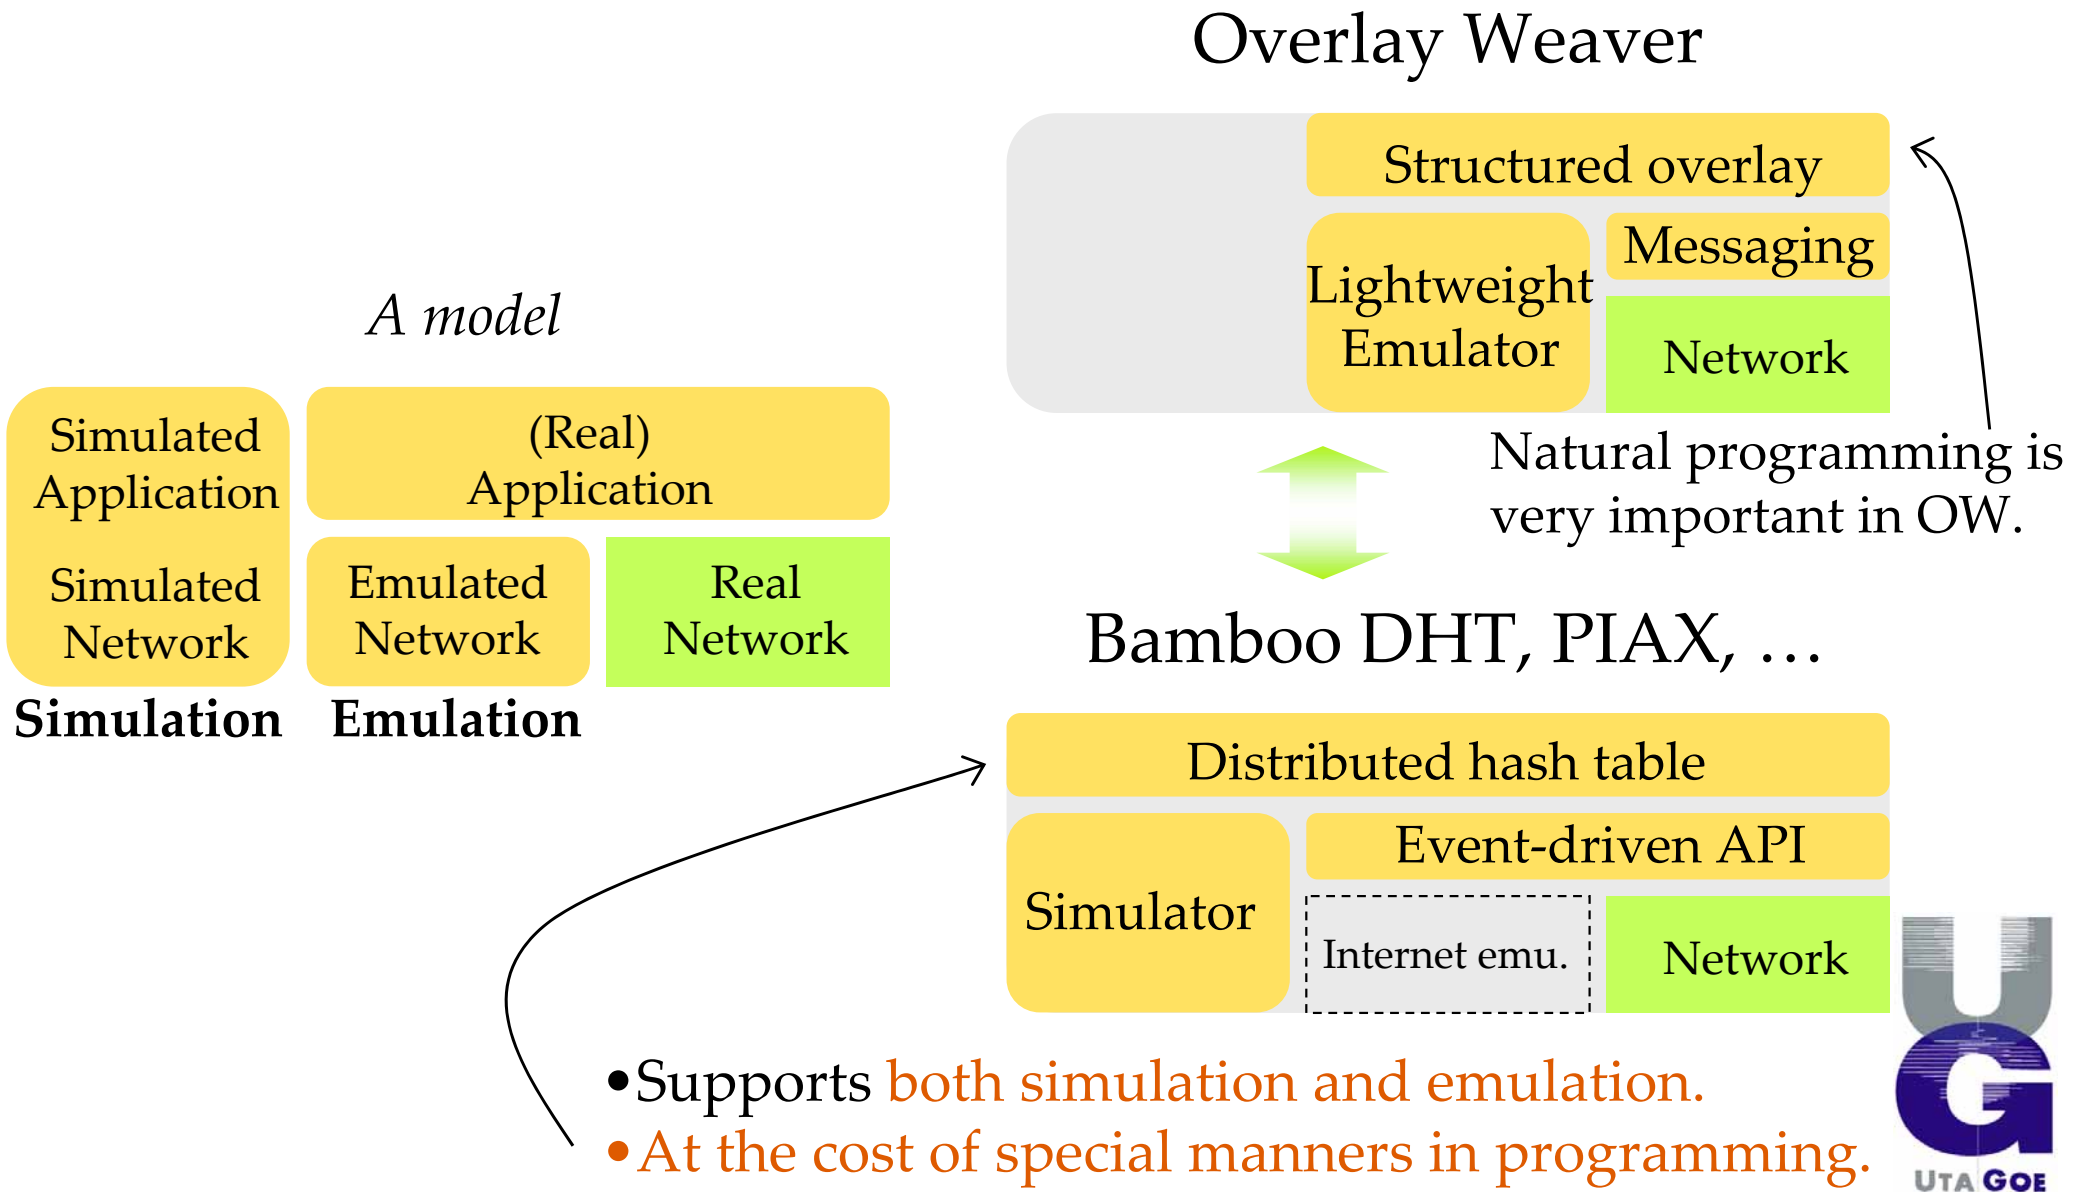 Overlay Weaver
Structured overlay
Messaging
Lightweight
Emulator
Network
Natural programming is
very important in OW.
A model
Simulated
Application
Simulated
Network
(Real)
Application
Emulated
Network
Real
Network
Simulation
Emulation
Bamboo DHT, PIAX, …
Distributed hash table
Event-driven API
Simulator
Internet emu.
Network
•Supports both simulation and emulation.
•At the cost of special manners in programming.
UG
UTA GOE